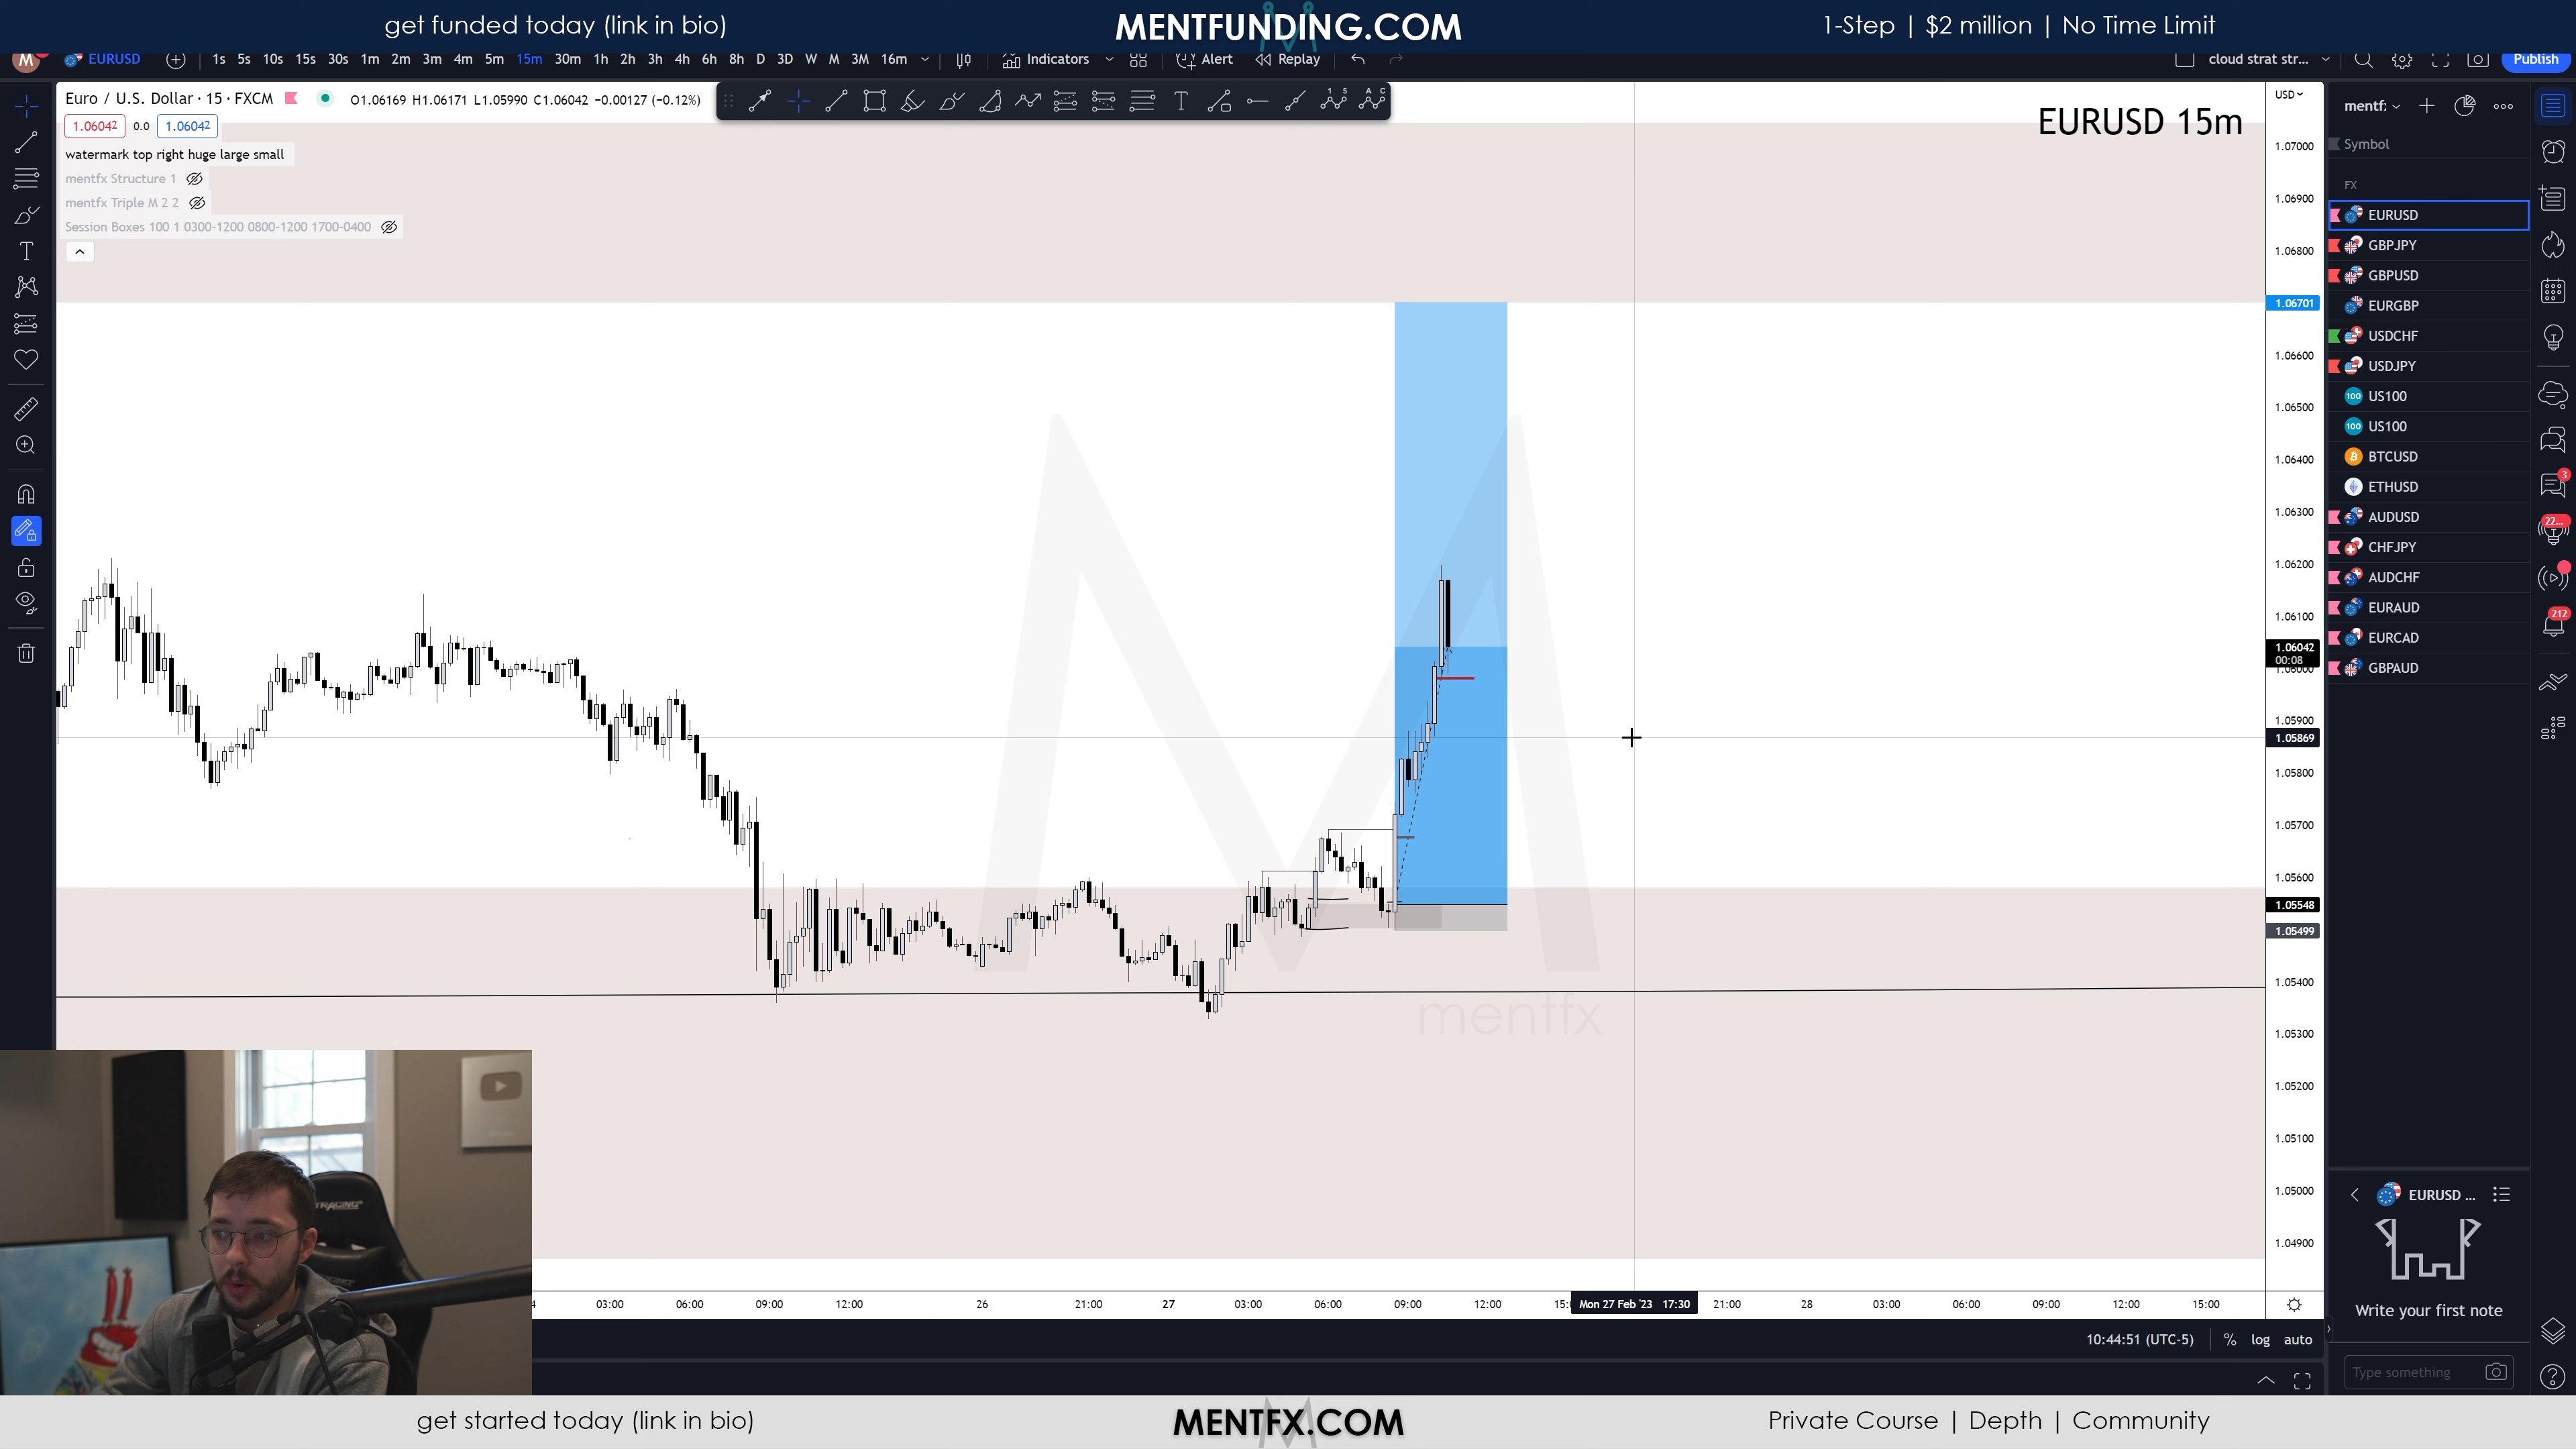 get funded today (link in bio)
MENTFUNDING.COM
1-Step | $2 million | No Time Limit
M
EURUSD
1s 5s 10s 15s 30s 1m 2m 3m 4m 5m 15m 30m 1h 2h 3h 4h 6h 8h D 3D W M 3M 16m
Indicators
Alert
Replay
cloud strat str...
Publish
Euro / U.S. Dollar · 15 · FXCM
O1.06169 H1.06171 L1.05990 C1.06042 −0.00127 (−0.12%)
1.06042
0.0
1.06042
watermark top right huge large small
mentfx Structure 1
mentfx Triple M 2 2
Session Boxes 100 1 0300-1200 0800-1200 1700-0400
EURUSD 15m
USD
1.07000
1.06900
1.06800
1.06701
1.06600
1.06500
1.06400
1.06300
1.06200
1.06100
1.06042
00:08
1.06000
1.05900
1.05869
1.05800
1.05700
1.05600
1.05548
1.05499
1.05400
1.05300
1.05200
1.05100
1.05000
1.04900
mentfx
03:00 06:00 09:00 12:00 26 21:00 27 03:00 06:00 09:00 12:00 Mon 27 Feb '23 17:30 21:00 28 03:00 06:00 09:00 12:00 15:00
10:44:51 (UTC-5)
% log auto
mentf:
Symbol
FX
EURUSD
GBPJPY
GBPUSD
EURGBP
USDCHF
USDJPY
100 US100
100 US100
BTCUSD
ETHUSD
AUDUSD
CHFJPY
AUDCHF
EURAUD
EURCAD
GBPAUD
3
22...
212
EURUSD ...
Write your first note
Type something
get started today (link in bio)
MENTFX.COM
Private Course | Depth | Community